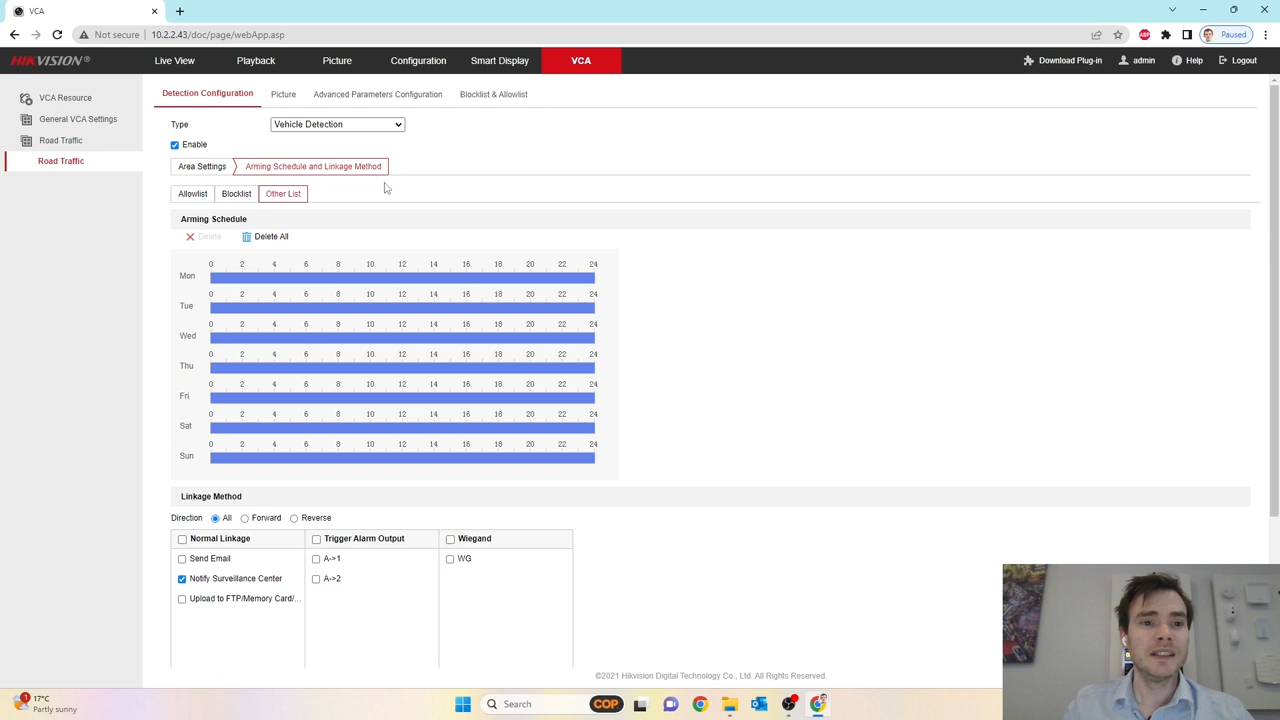 VCA
Not secure | 10.2.2.43/doc/page/webApp.asp
ABP
Paused
HIKVISION®
Live View
Playback
Picture
Configuration
Smart Display
VCA
Download Plug-in
admin
Help
Logout
VCA Resource
General VCA Settings
Road Traffic
Road Traffic
Detection Configuration
Picture
Advanced Parameters Configuration
Blocklist & Allowlist
Type
Vehicle Detection
Enable
Area Settings
Arming Schedule and Linkage Method
Allowlist
Blocklist
Other List
Arming Schedule
Delete
Delete All
0 2 4 6 8 10 12 14 16 18 20 22 24
Mon
0 2 4 6 8 10 12 14 16 18 20 22 24
Tue
0 2 4 6 8 10 12 14 16 18 20 22 24
Wed
0 2 4 6 8 10 12 14 16 18 20 22 24
Thu
0 2 4 6 8 10 12 14 16 18 20 22 24
Fri
0 2 4 6 8 10 12 14 16 18 20 22 24
Sat
0 2 4 6 8 10 12 14 16 18 20 22 24
Sun
Linkage Method
Direction All Forward Reverse
Normal Linkage
Trigger Alarm Output
Wiegand
Send Email
A->1
WG
Notify Surveillance Center
A->2
Upload to FTP/Memory Card/...
©2021 Hikvision Digital Technology Co., Ltd. All Rights Reserved.
1
17°C
Partly sunny
Search
COP